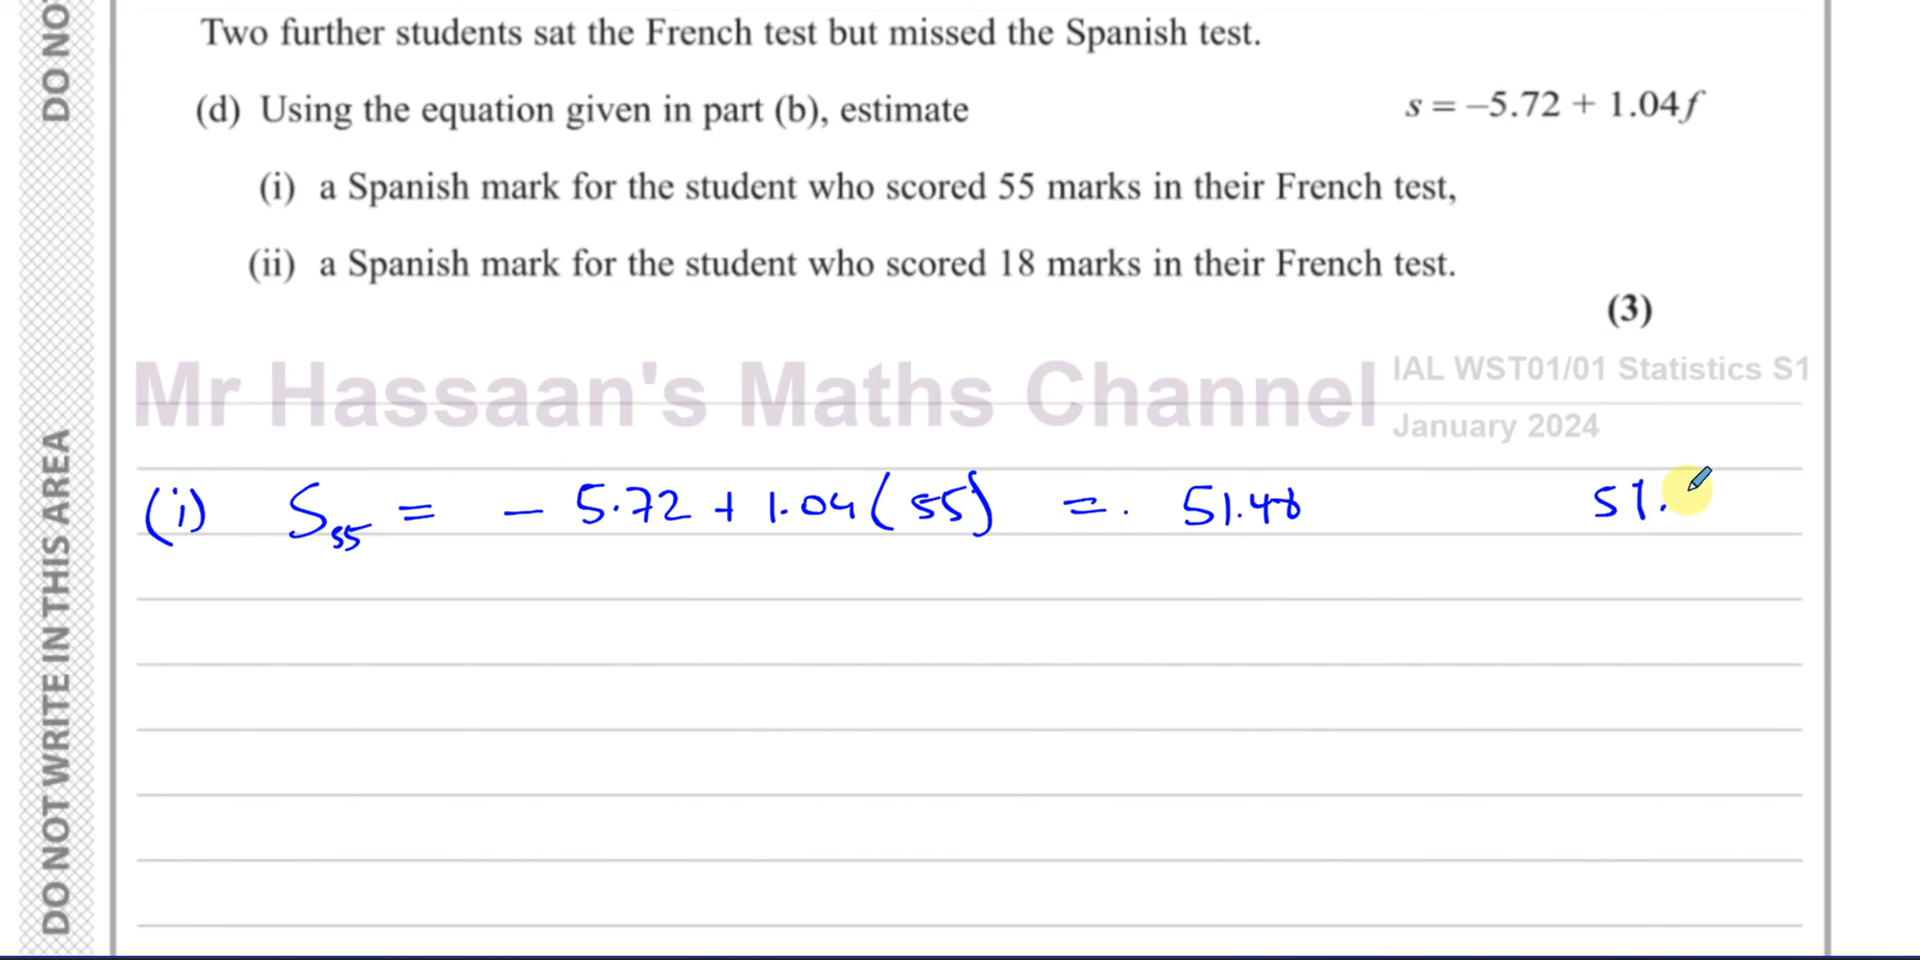 DO NO
Two further students sat the French test but missed the Spanish test.
(d) Using the equation given in part (b), estimate s = −5.72 + 1.04f
(i) a Spanish mark for the student who scored 55 marks in their French test,
(ii) a Spanish mark for the student who scored 18 marks in their French test.
(3)
Mr Hassaan's Maths Channel
IAL WST01/01 Statistics S1
January 2024
(i) S₅₅ = − 5.72 + 1.04(55) =. 51.48 51.
DO NOT WRITE IN THIS AREA